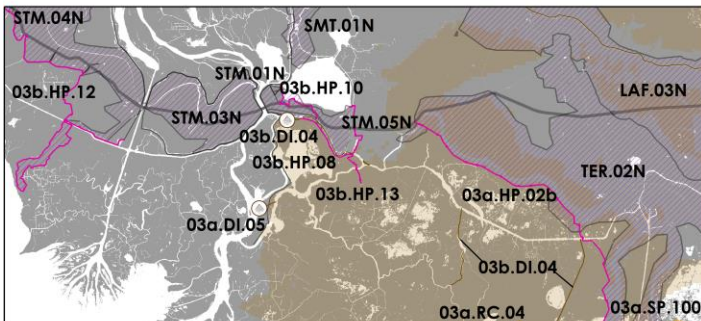 STM.04N
SMT.01N
STM.01N
03b.HP.10
03b.HP.12
LAF.03N
STM.03N
STM.05N
03b.DI.04
03b.HP.08
TER.02N
03b.HP.13
03a.HP.02b
03a.DI.05
03b.DI.04
03a.RC.04
03a.SP.100